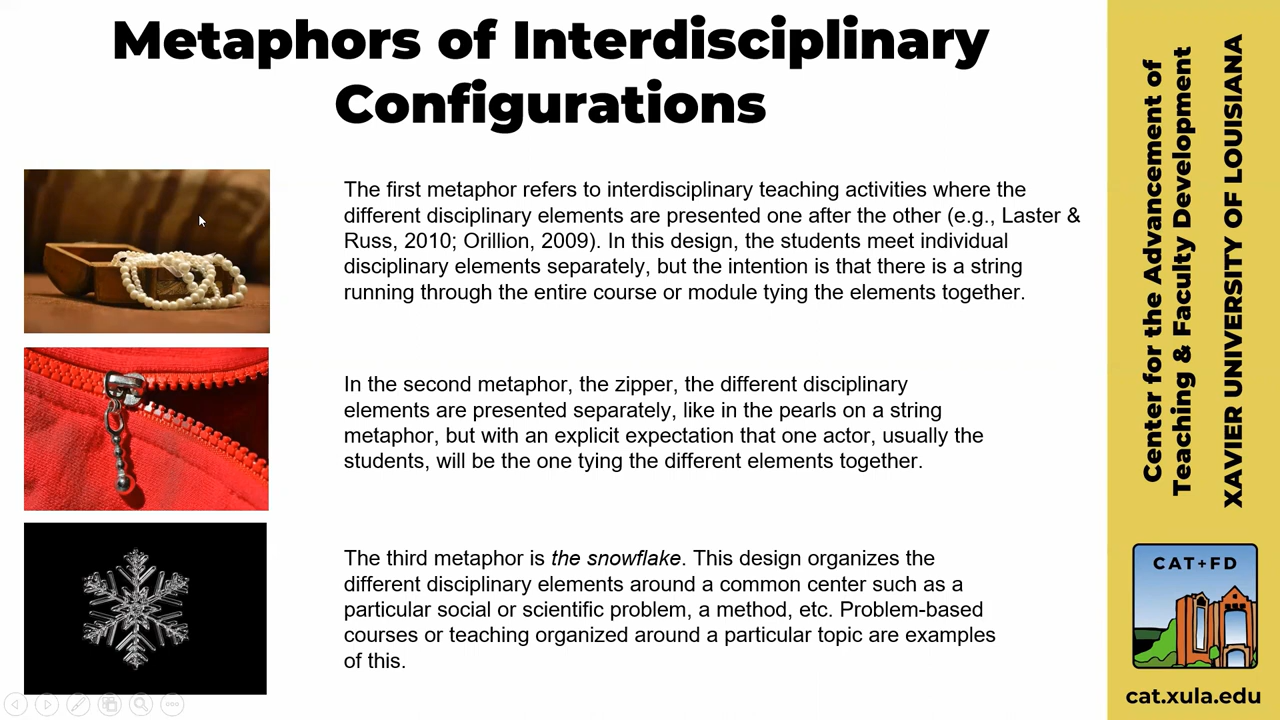 Metaphors of Interdisciplinary
Configurations
The first metaphor refers to interdisciplinary teaching activities where the
different disciplinary elements are presented one after the other (e.g., Laster &
Russ, 2010; Orillion, 2009). In this design, the students meet individual
disciplinary elements separately, but the intention is that there is a string
running through the entire course or module tying the elements together.
In the second metaphor, the zipper, the different disciplinary
elements are presented separately, like in the pearls on a string
metaphor, but with an explicit expectation that one actor, usually the
students, will be the one tying the different elements together.
The third metaphor is the snowflake. This design organizes the
different disciplinary elements around a common center such as a
particular social or scientific problem, a method, etc. Problem-based
courses or teaching organized around a particular topic are examples
of this.
Center for the Advancement of
Teaching & Faculty Development
XAVIER UNIVERSITY OF LOUISIANA
CAT+FD
cat.xula.edu